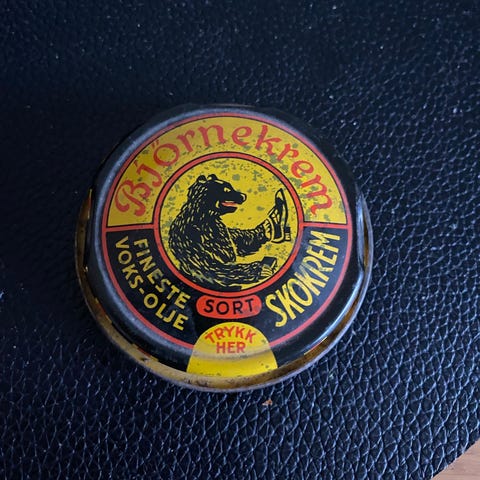 Bjørnekrem
FINESTE
VOKS-OLJE
SORT
SKOKREM
TRYKK
HER